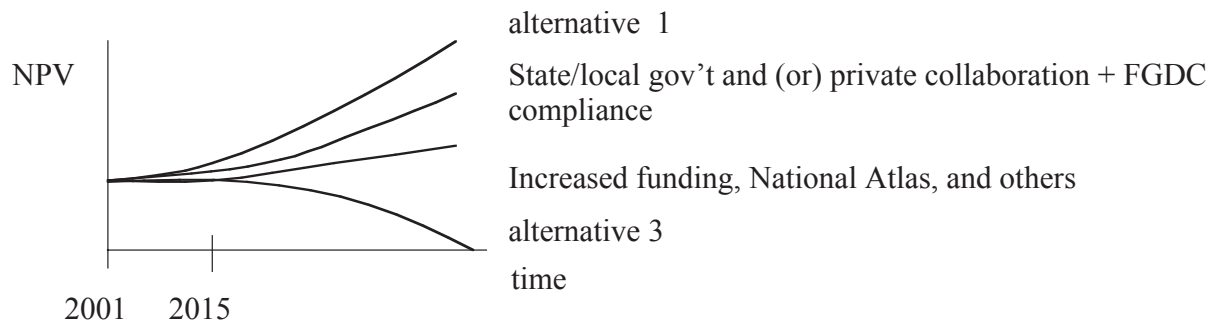 alternative 1
NPV
State/local gov't and (or) private collaboration + FGDC
compliance
Increased funding, National Atlas, and others
alternative 3
time
2001 2015